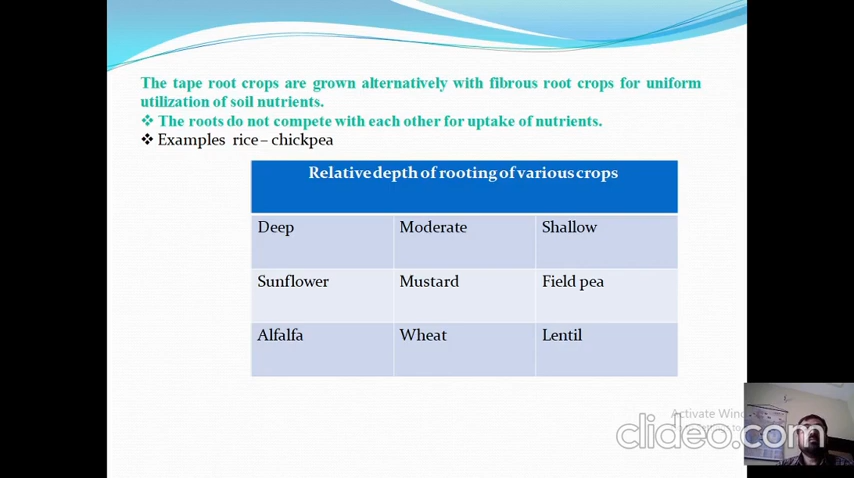 The tape root crops are grown alternatively with fibrous root crops for uniform
utilization of soil nutrients.
❖ The roots do not compete with each other for uptake of nutrients.
❖ Examples rice – chickpea
Relative depth of rooting of various crops
Deep Moderate Shallow
Sunflower Mustard Field pea
Alfalfa Wheat Lentil
Activate Wind
clideo.com